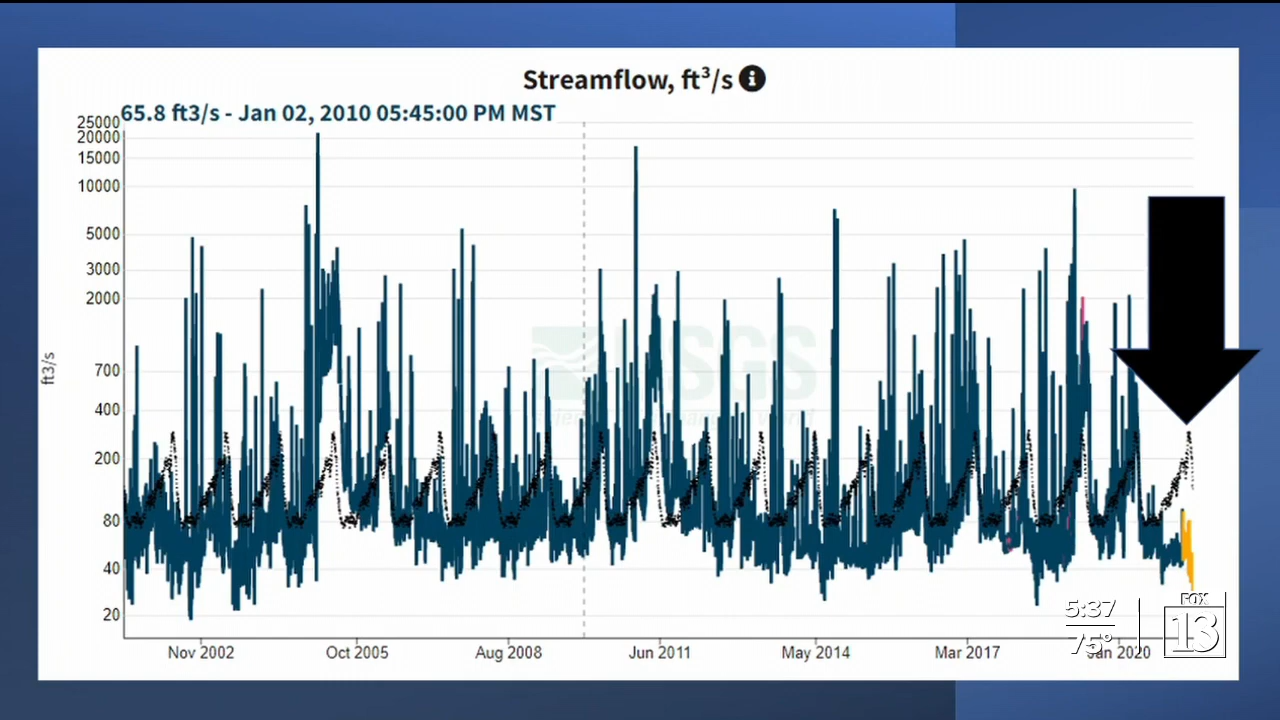 Streamflow, ft³/s i
65.8 ft3/s - Jan 02, 2010 05:45:00 PM MST
25000
20000
15000
10000
5000
3000
2000
700
400
200
80
40
20
ft3/s
USGS
Nov 2002
Oct 2005
Aug 2008
Jun 2011
May 2014
Mar 2017
Jan 2020
5:37
75°
FOX
13